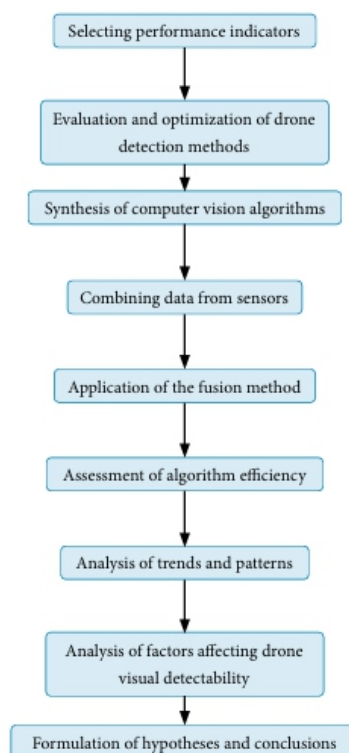 Selecting performance indicators
Evaluation and optimization of drone
detection methods
Synthesis of computer vision algorithms
Combining data from sensors
Application of the fusion method
Assessment of algorithm efficiency
Analysis of trends and patterns
Analysis of factors affecting drone
visual detectability
Formulation of hypotheses and conclusions